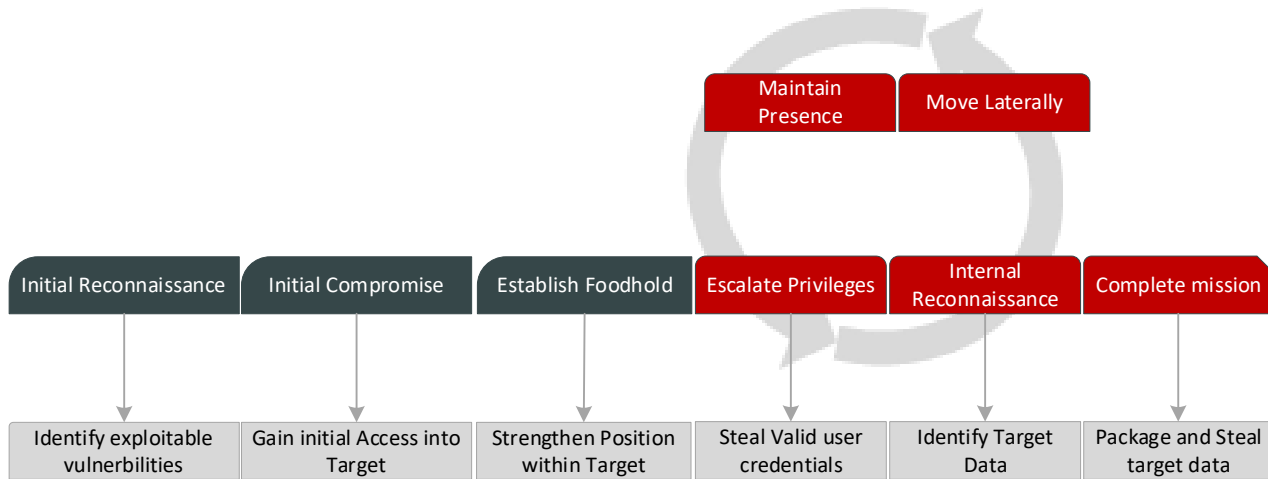 Maintain
Presence
Move Laterally
Initial Reconnaissance
Initial Compromise
Establish Foodhold
Escalate Privileges
Internal
Reconnaissance
Complete mission
Identify exploitable
vulnerbilities
Gain initial Access into
Target
Strengthen Position
within Target
Steal Valid user
credentials
Identify Target
Data
Package and Steal
target data